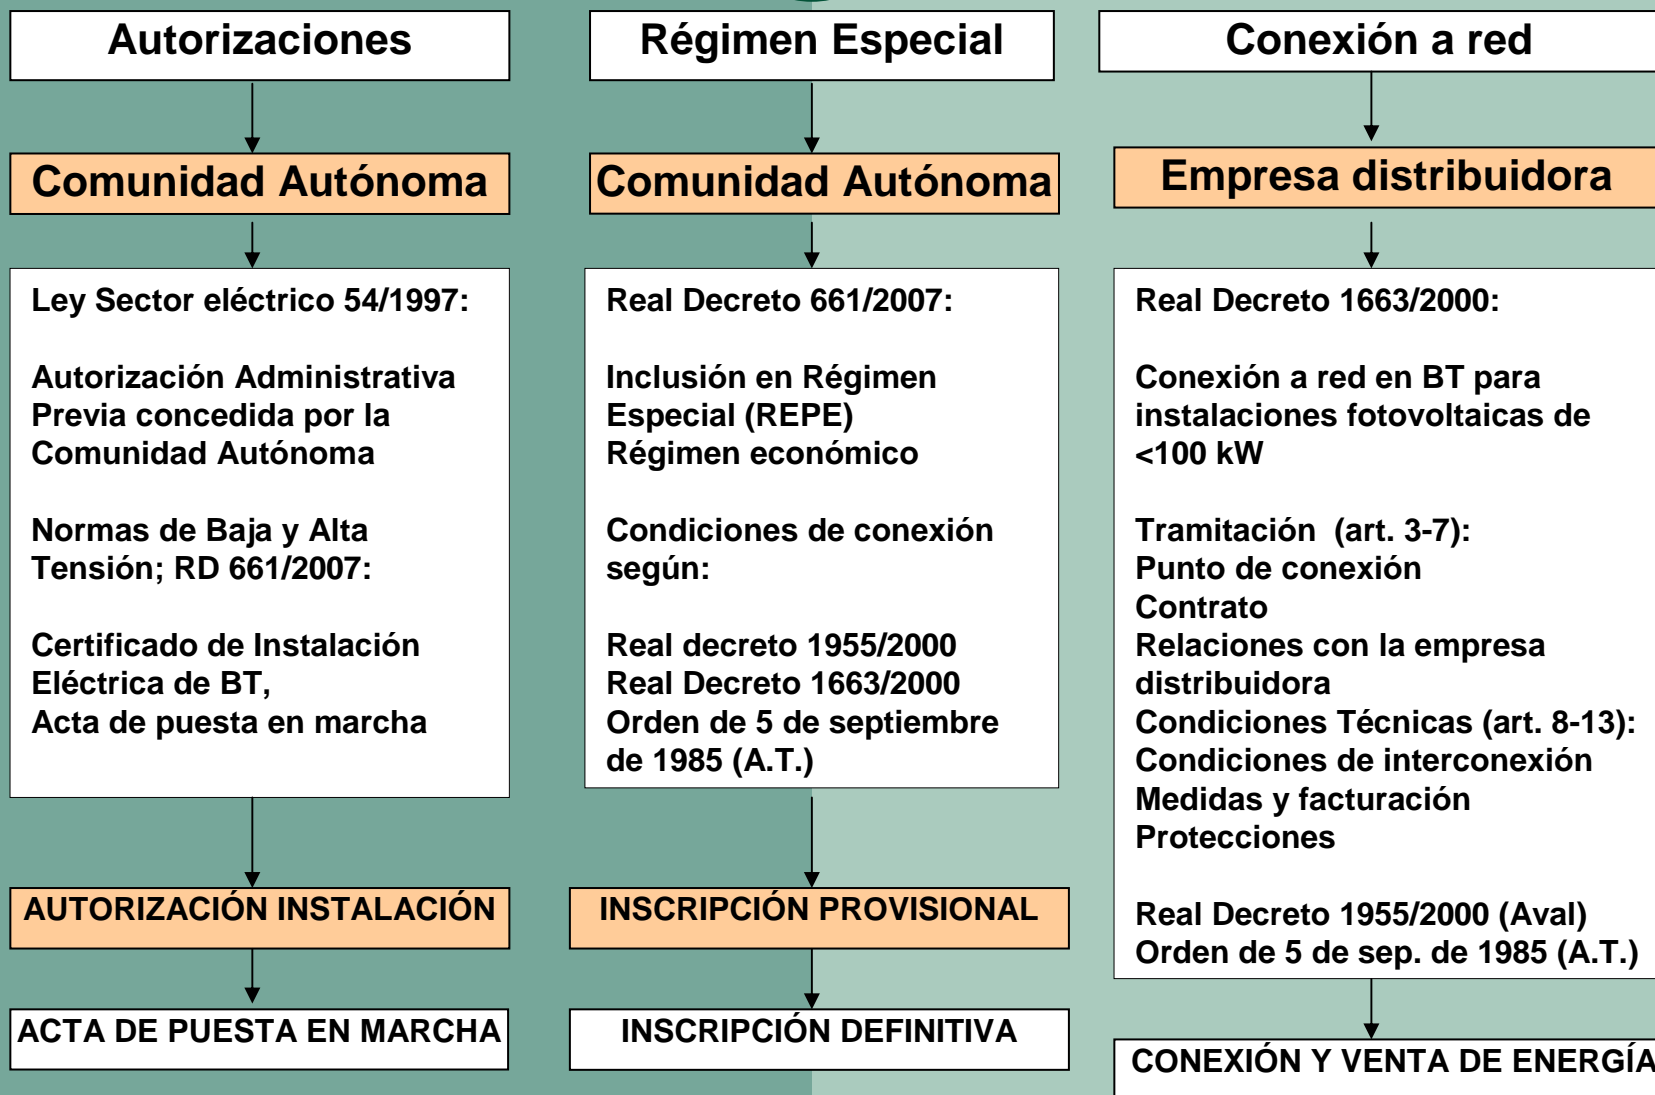 Autorizaciones
Comunidad Autónoma
Ley Sector eléctrico 54/1997:
Autorización Administrativa
Previa concedida por la
Comunidad Autónoma
Normas de Baja y Alta
Tensión; RD 661/2007:
Certificado de Instalación
Eléctrica de BT,
Acta de puesta en marcha
AUTORIZACIÓN INSTALACIÓN
ACTA DE PUESTA EN MARCHA
Régimen Especial
Comunidad Autónoma
Real Decreto 661/2007:
Inclusión en Régimen
Especial (REPE)
Régimen económico
Condiciones de conexión
según:
Real decreto 1955/2000
Real Decreto 1663/2000
Orden de 5 de septiembre
de 1985 (A.T.)
INSCRIPCIÓN PROVISIONAL
INSCRIPCIÓN DEFINITIVA
Conexión a red
Empresa distribuidora
Real Decreto 1663/2000:
Conexión a red en BT para
instalaciones fotovoltaicas de
<100 kW
Tramitación (art. 3-7):
Punto de conexión
Contrato
Relaciones con la empresa
distribuidora
Condiciones Técnicas (art. 8-13):
Condiciones de interconexión
Medidas y facturación
Protecciones
Real Decreto 1955/2000 (Aval)
Orden de 5 de sep. de 1985 (A.T.)
CONEXIÓN Y VENTA DE ENERGÍA